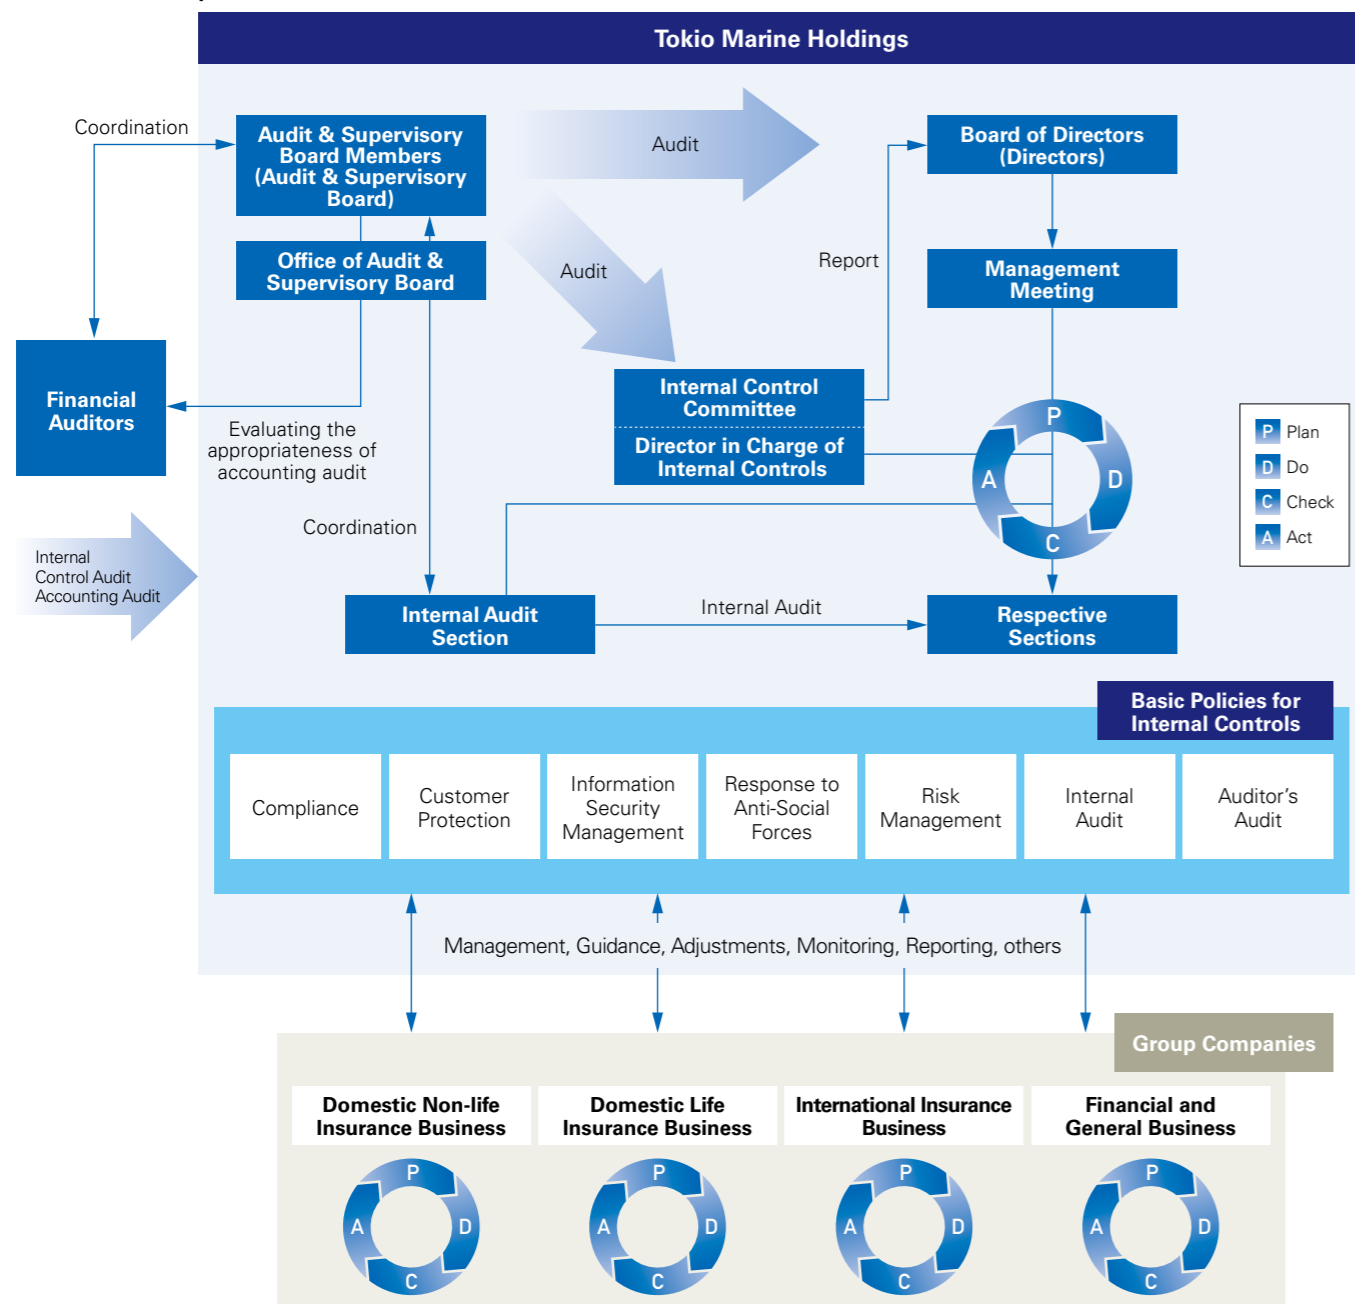 Tokio Marine Holdings
Coordination
Audit & Supervisory
Board Members
(Audit & Supervisory
Board)
Audit
Board of Directors
(Directors)
Office of Audit &
Supervisory Board
Audit
Report
Management
Meeting
Financial
Auditors
Internal Control
Committee
Director in Charge of
Internal Controls
Evaluating the
appropriateness of
accounting audit
P
D
C
A
P Plan
D Do
C Check
A Act
Coordination
Internal
Control Audit
Accounting Audit
Internal Audit
Section
Internal Audit
Respective
Sections
Basic Policies for
Internal Controls
Compliance
Customer
Protection
Information
Security
Management
Response to
Anti-Social
Forces
Risk
Management
Internal
Audit
Auditor’s
Audit
Management, Guidance, Adjustments, Monitoring, Reporting, others
Group Companies
Domestic Non-life
Insurance Business
Domestic Life
Insurance Business
International Insurance
Business
Financial and
General Business
P
D
C
A
P
D
C
A
P
D
C
A
P
D
C
A